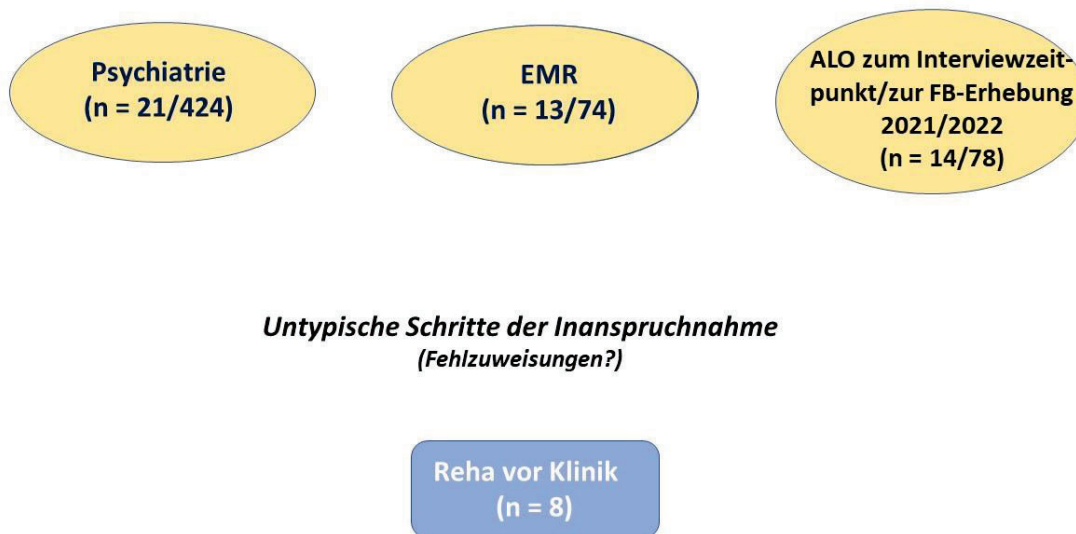 Psychiatrie
(n = 21/424)
EMR
(n = 13/74)
ALO zum Interviewzeit-
punkt/zur FB-Erhebung
2021/2022
(n = 14/78)
Untypische Schritte der Inanspruchnahme
(Fehlzuweisungen?)
Reha vor Klinik
(n = 8)